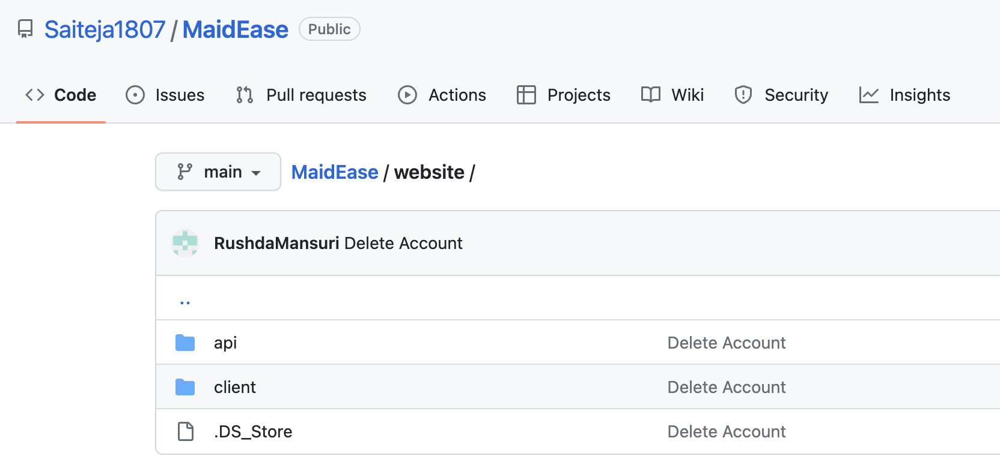 Saiteja1807 / MaidEase Public
Code Issues Pull requests Actions Projects Wiki Security Insights
main MaidEase / website /
RushdaMansuri Delete Account
..
api Delete Account
client Delete Account
.DS_Store Delete Account